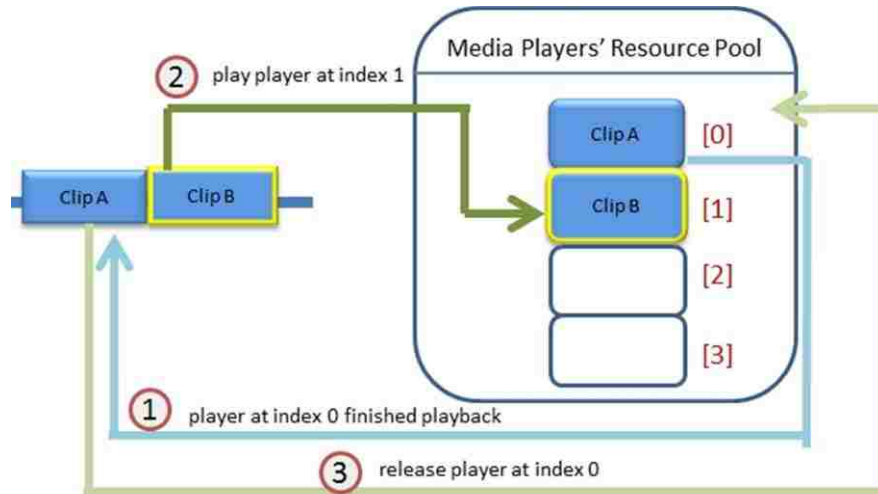 Media Players' Resource Pool
2 play player at index 1
Clip A [0]
Clip A Clip B
Clip B [1]
[2]
[3]
1 player at index 0 finished playback
3 release player at index 0